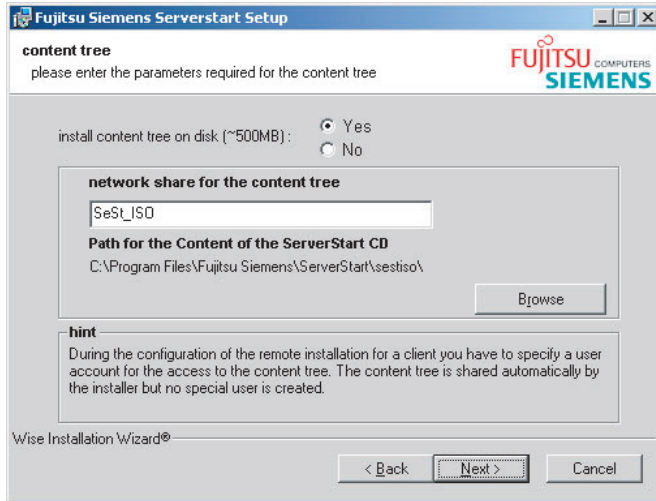 Fujitsu Siemens Serverstart Setup
content tree
please enter the parameters required for the content tree
FUJITSU COMPUTERS
SIEMENS
install content tree on disk (~500MB) :
Yes
No
network share for the content tree
SeSt_ISO
Path for the Content of the ServerStart CD
C:\Program Files\Fujitsu Siemens\ServerStart\sestiso\
Browse
hint
During the configuration of the remote installation for a client you have to specify a user
account for the access to the content tree. The content tree is shared automatically by
the installer but no special user is created.
Wise Installation Wizard®
< Back
Next >
Cancel